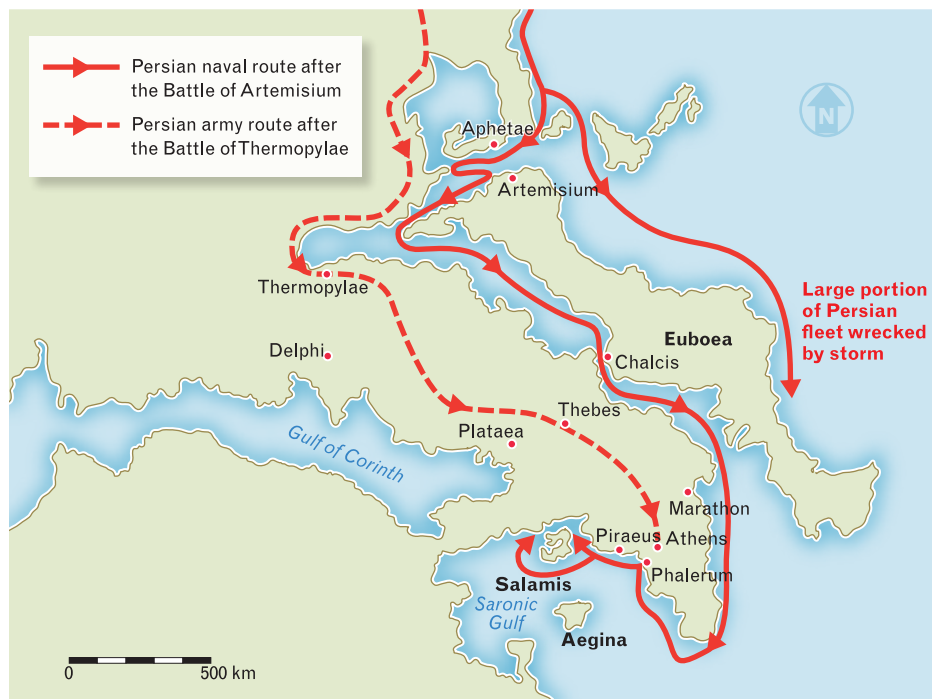 Persian naval route after
the Battle of Artemisium
Persian army route after
the Battle of Thermopylae
N
Aphetae
Artemisium
Thermopylae
Large portion
of Persian
fleet wrecked
by storm
Euboea
Delphi
Chalcis
Thebes
Plataea
Gulf of Corinth
Marathon
Piraeus
Athens
Phalerum
Salamis
Saronic
Gulf
Aegina
0
500 km